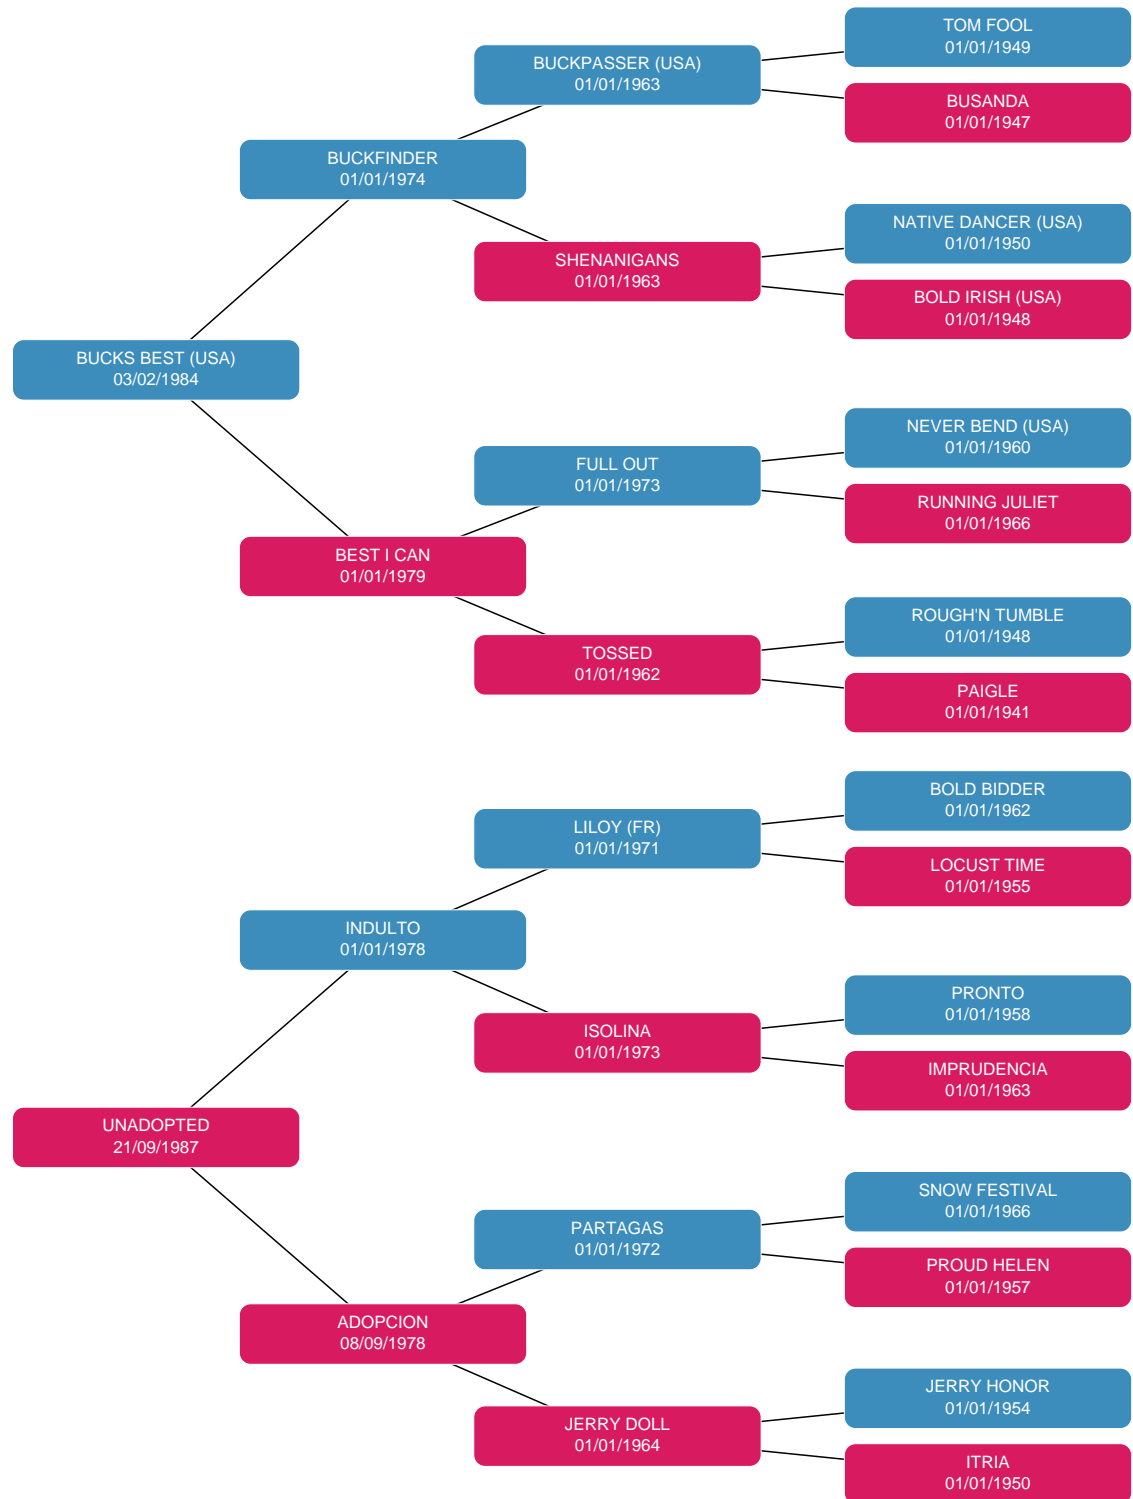 TOM FOOL
01/01/1949
BUCKPASSER (USA)
01/01/1963
BUSANDA
01/01/1947
BUCKFINDER
01/01/1974
NATIVE DANCER (USA)
01/01/1950
SHENANIGANS
01/01/1963
BOLD IRISH (USA)
01/01/1948
BUCKS BEST (USA)
03/02/1984
NEVER BEND (USA)
01/01/1960
FULL OUT
01/01/1973
RUNNING JULIET
01/01/1966
BEST I CAN
01/01/1979
ROUGH'N TUMBLE
01/01/1948
TOSSED
01/01/1962
PAIGLE
01/01/1941
BOLD BIDDER
01/01/1962
LILOY (FR)
01/01/1971
LOCUST TIME
01/01/1955
INDULTO
01/01/1978
PRONTO
01/01/1958
ISOLINA
01/01/1973
IMPRUDENCIA
01/01/1963
UNADOPTED
21/09/1987
SNOW FESTIVAL
01/01/1966
PARTAGAS
01/01/1972
PROUD HELEN
01/01/1957
ADOPCION
08/09/1978
JERRY HONOR
01/01/1954
JERRY DOLL
01/01/1964
ITRIA
01/01/1950